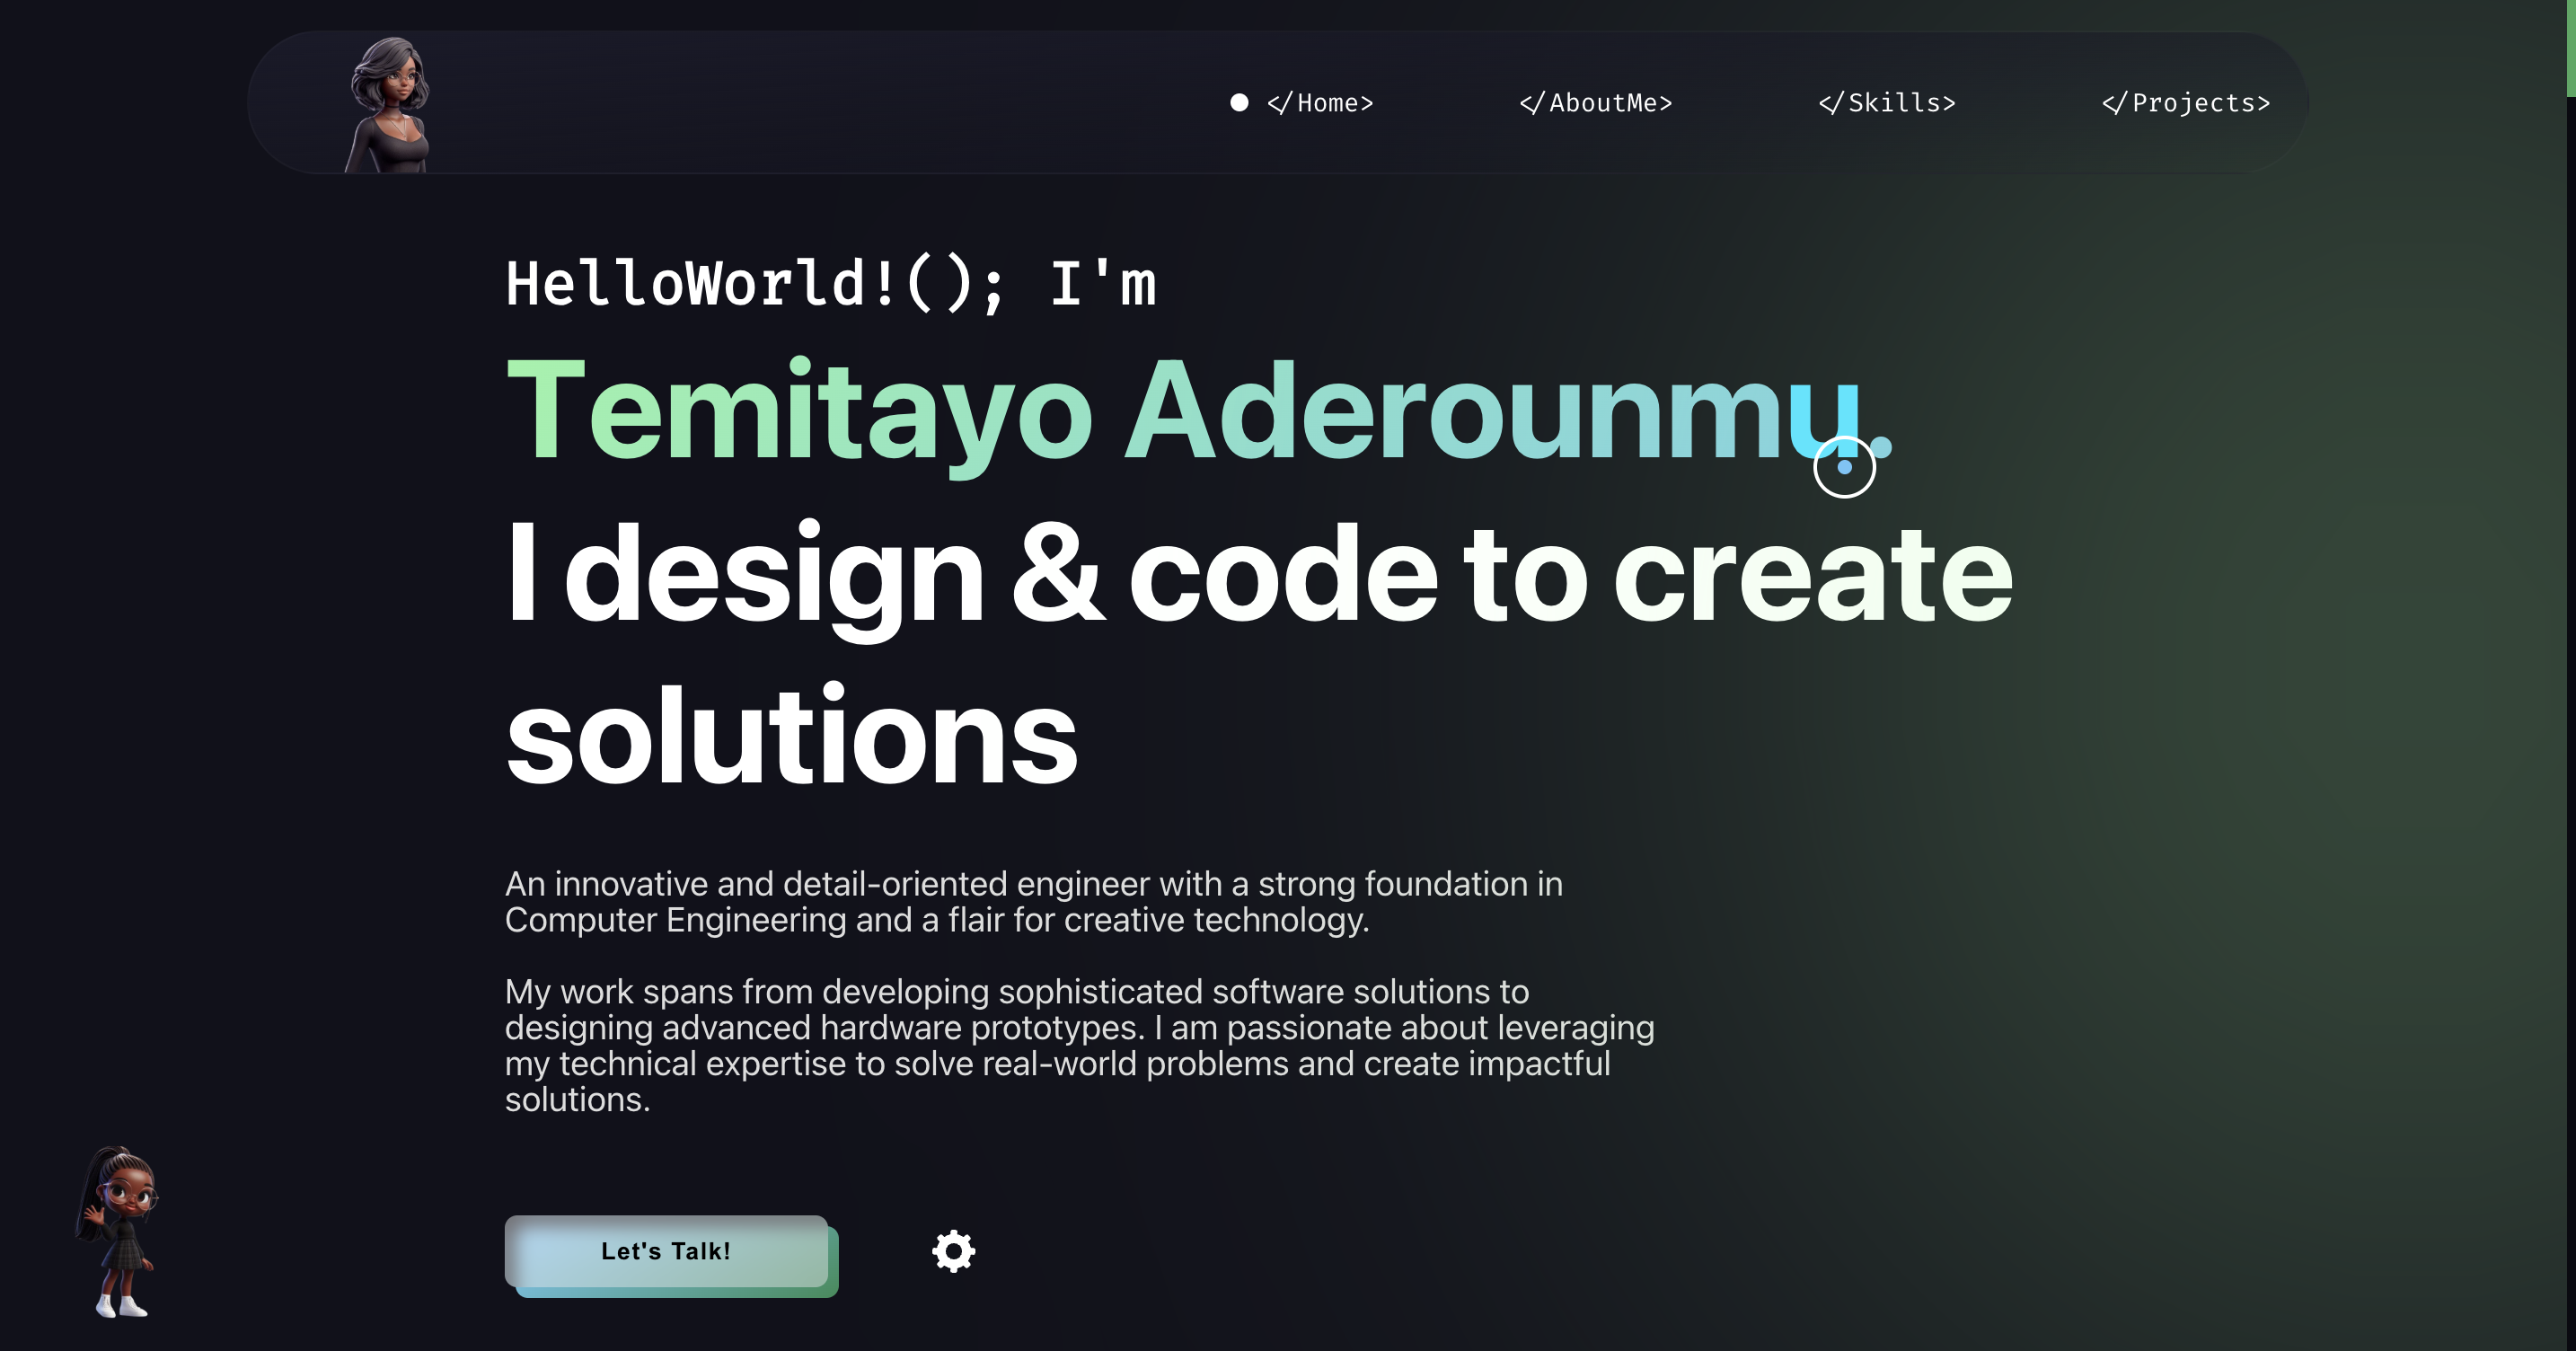 </Home> </AboutMe> </Skills> </Projects>
HelloWorld!(); I'm
Temitayo Aderounmu.
I design & code to create
solutions
An innovative and detail-oriented engineer with a strong foundation in
Computer Engineering and a flair for creative technology.
My work spans from developing sophisticated software solutions to
designing advanced hardware prototypes. I am passionate about leveraging
my technical expertise to solve real-world problems and create impactful
solutions.
Let's Talk!